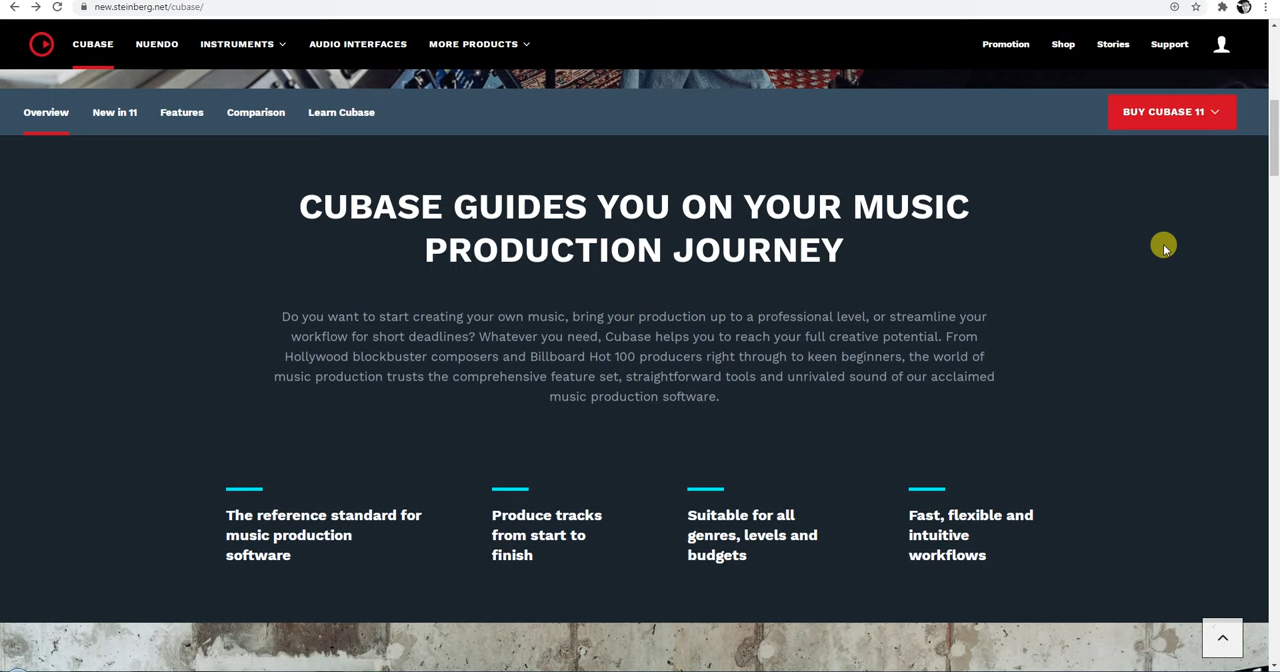 new.steinberg.net/cubase/
CUBASE NUENDO INSTRUMENTS AUDIO INTERFACES MORE PRODUCTS Promotion Shop Stories Support
Overview New in 11 Features Comparison Learn Cubase BUY CUBASE 11
CUBASE GUIDES YOU ON YOUR MUSIC
PRODUCTION JOURNEY
Do you want to start creating your own music, bring your production up to a professional level, or streamline your
workflow for short deadlines? Whatever you need, Cubase helps you to reach your full creative potential. From
Hollywood blockbuster composers and Billboard Hot 100 producers right through to keen beginners, the world of
music production trusts the comprehensive feature set, straightforward tools and unrivaled sound of our acclaimed
music production software.
The reference standard for
music production
software
Produce tracks
from start to
finish
Suitable for all
genres, levels and
budgets
Fast, flexible and
intuitive
workflows